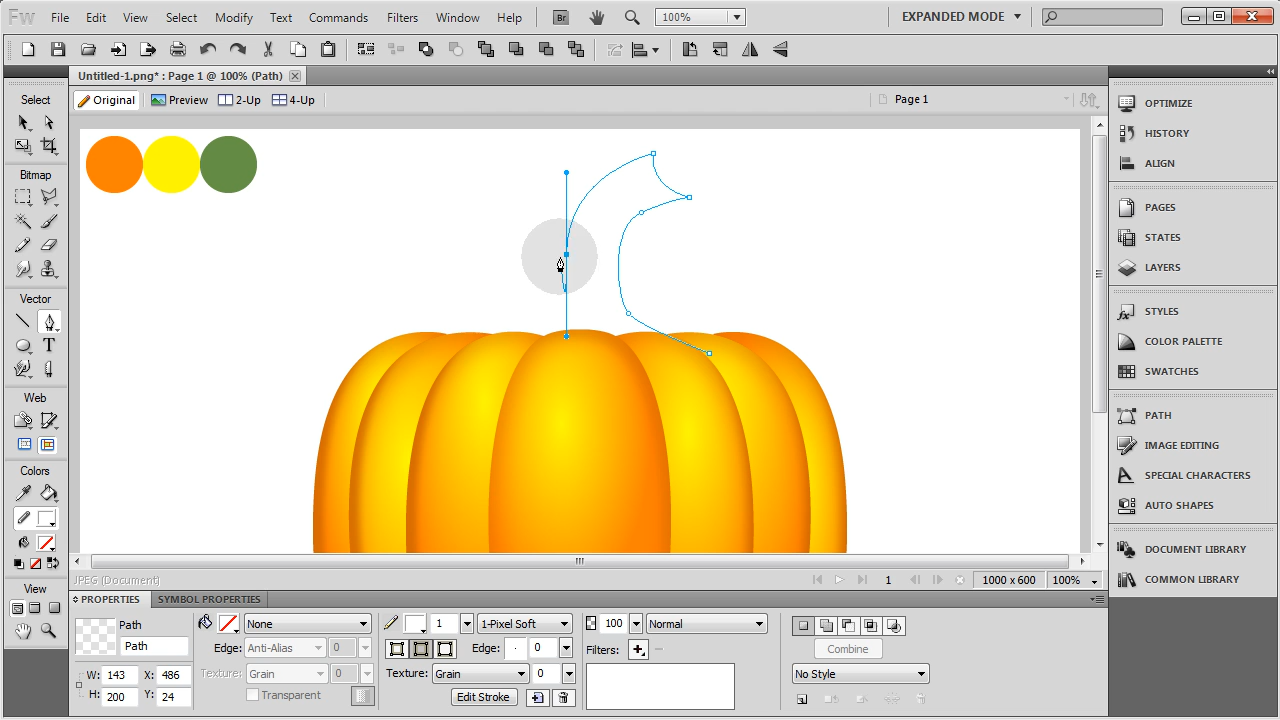 Fw File Edit View Select Modify Text Commands Filters Window Help Br 100% EXPANDED MODE
Untitled-1.png* : Page 1 @ 100% (Path)
Original Preview 2-Up 4-Up Page 1
Select
Bitmap
Vector
T
Web
Colors
View
OPTIMIZE
HISTORY
ALIGN
PAGES
STATES
LAYERS
STYLES
COLOR PALETTE
SWATCHES
PATH
IMAGE EDITING
SPECIAL CHARACTERS
AUTO SHAPES
DOCUMENT LIBRARY
COMMON LIBRARY
JPEG (Document) 1 1000 x 600 100%
PROPERTIES SYMBOL PROPERTIES
Path None 1 1-Pixel Soft 100 Normal
Path Edge: Anti-Alias 0 Edge: 0 Filters: Combine
W: 143 X: 486 Texture: Grain 0 Texture: Grain 0 No Style
H: 200 Y: 24 Transparent Edit Stroke